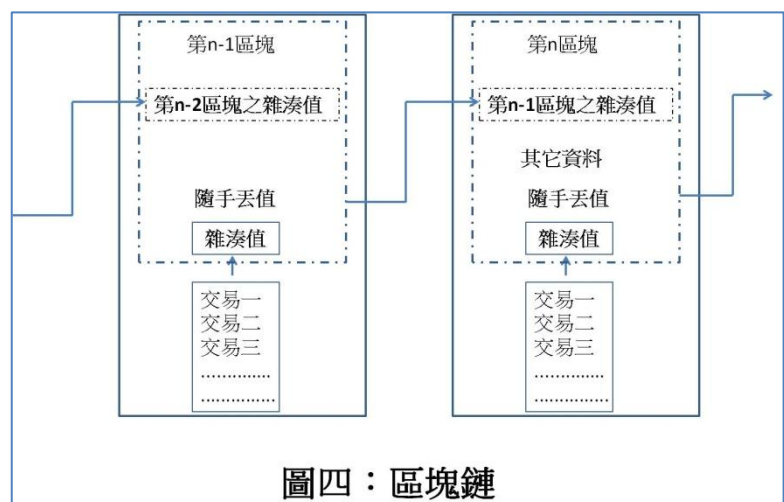 第n-1區塊
第n-2區塊之雜湊值
隨手丟值
雜湊值
交易一
交易二
交易三
..............
...............
第n區塊
第n-1區塊之雜湊值
其它資料
隨手丟值
雜湊值
交易一
交易二
交易三
..............
...............
圖四：區塊鏈